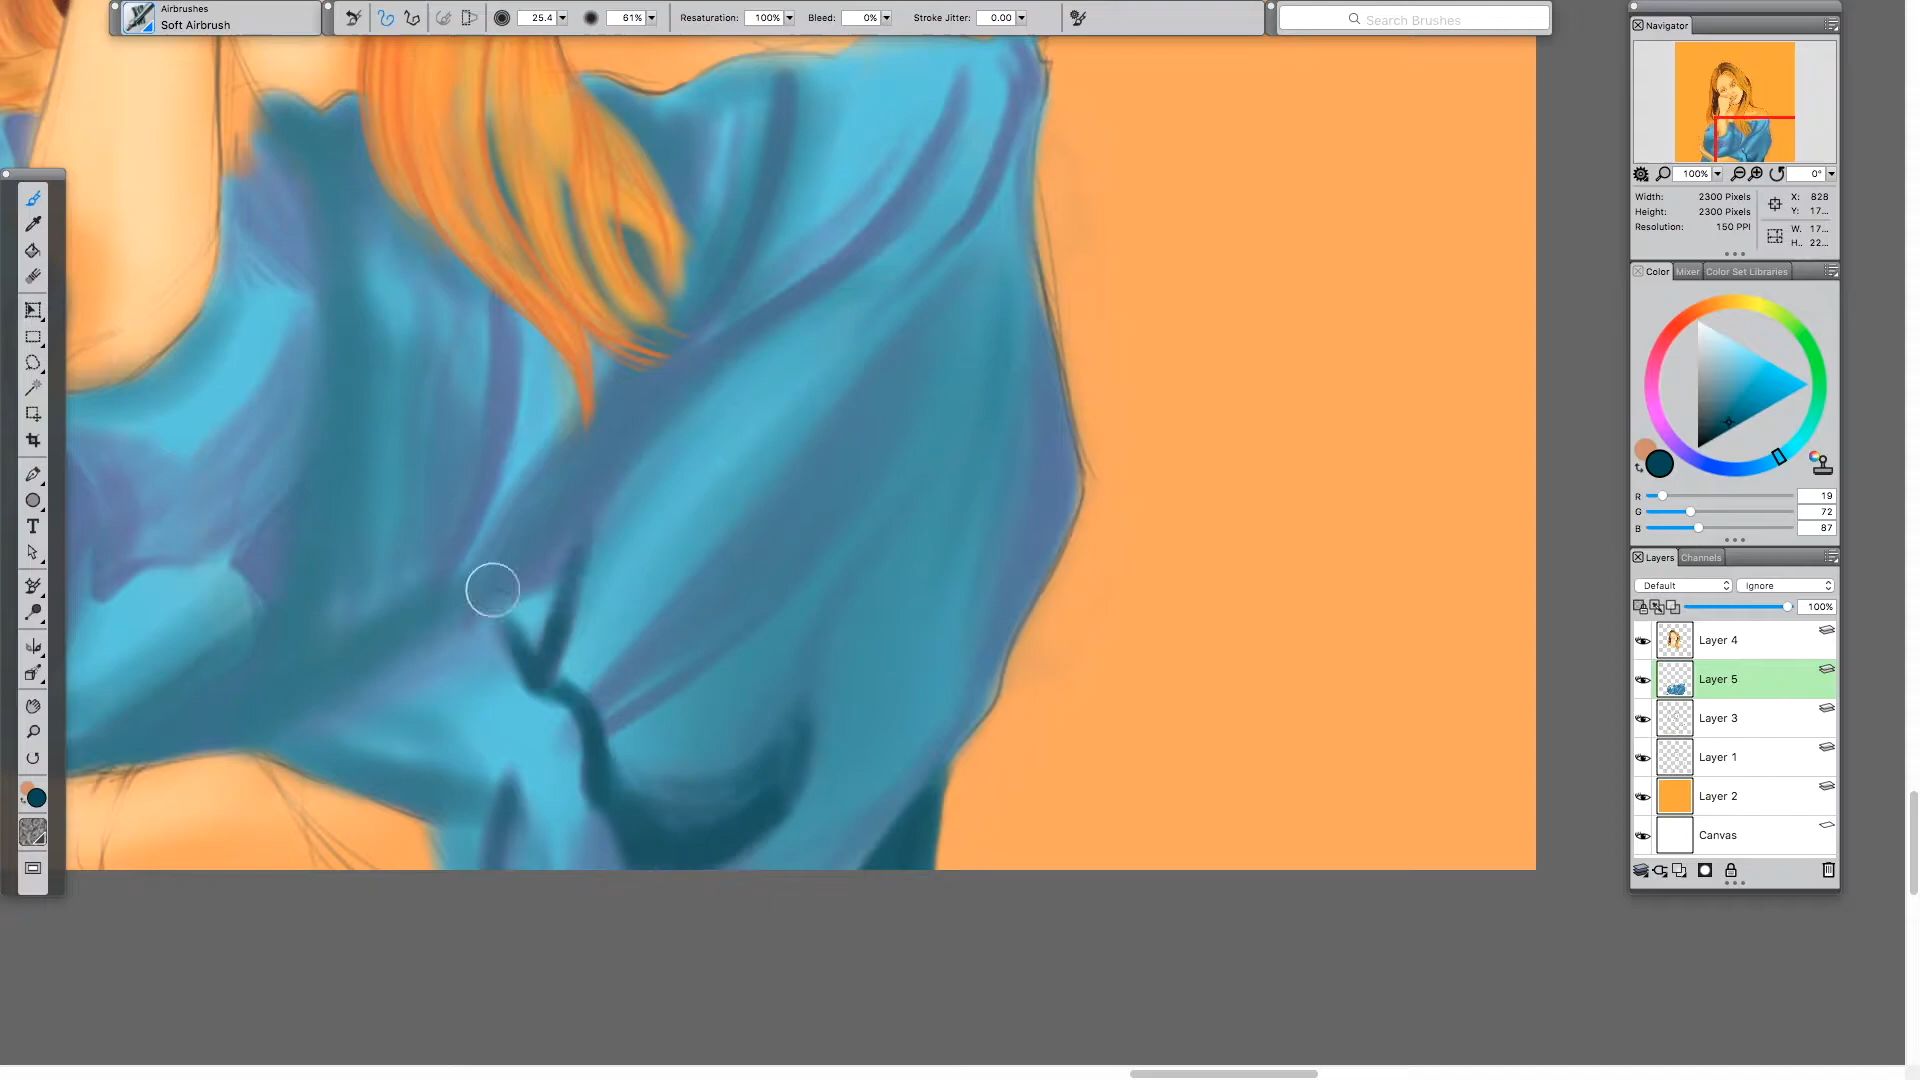 Airbrushes
Soft Airbrush
25.4
61%
Resaturation: 100%
Bleed: 0%
Stroke Jitter: 0.00
Search Brushes
Navigator
100%
0°
Width: 2300 Pixels
Height: 2300 Pixels
Resolution: 150 PPI
X: 828
Y: 17...
W. 17...
H.. 22...
Color Mixer Color Set Libraries
R 19
G 72
B 87
Layers Channels
Default Ignore
100%
Layer 4
Layer 5
Layer 3
Layer 1
Layer 2
Canvas
T